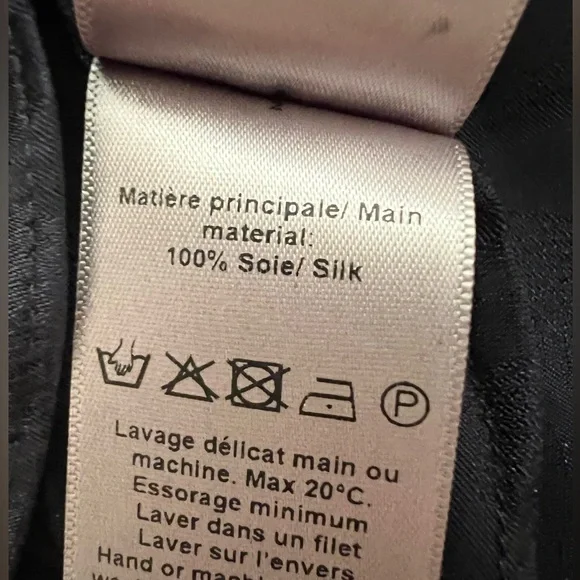 Matière principale/ Main
material:
100% Soie/ Silk
P
Lavage délicat main ou
machine. Max 20°C.
Essorage minimum
Laver dans un filet
Laver sur l'envers
Hand or machine